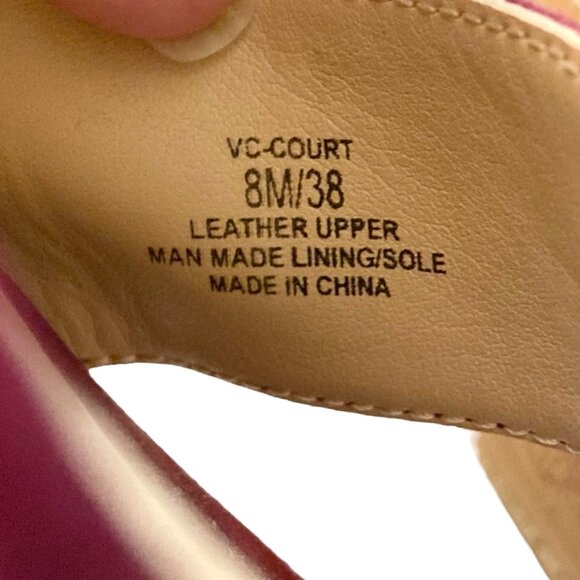 VC-COURT
8M/38
LEATHER UPPER
MAN MADE LINING/SOLE
MADE IN CHINA